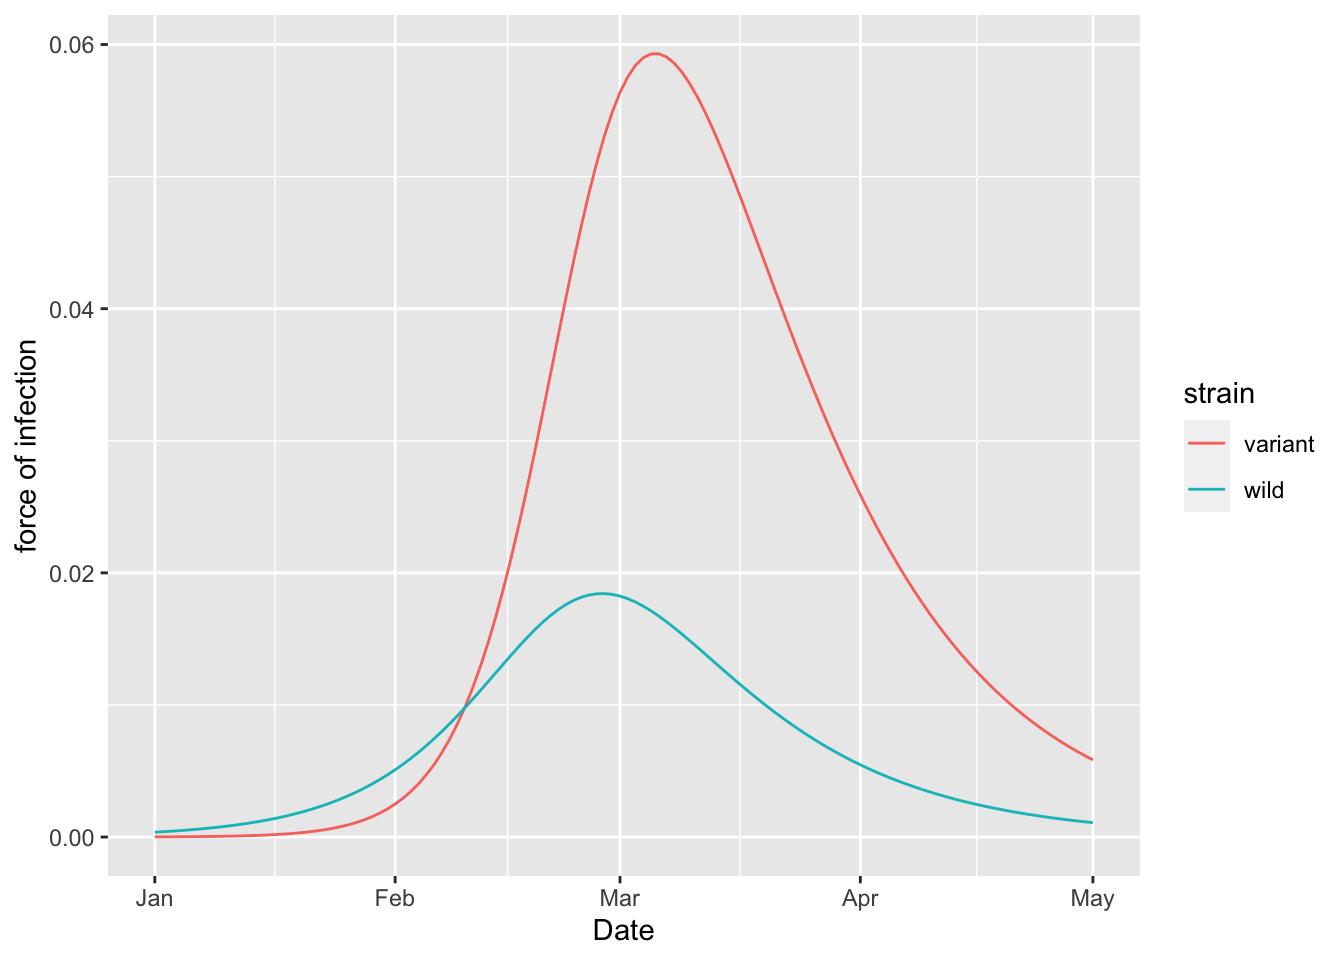 0.06
0.04
0.02
0.00
force of infection
Jan Feb Mar Apr May
Date
strain
variant
wild